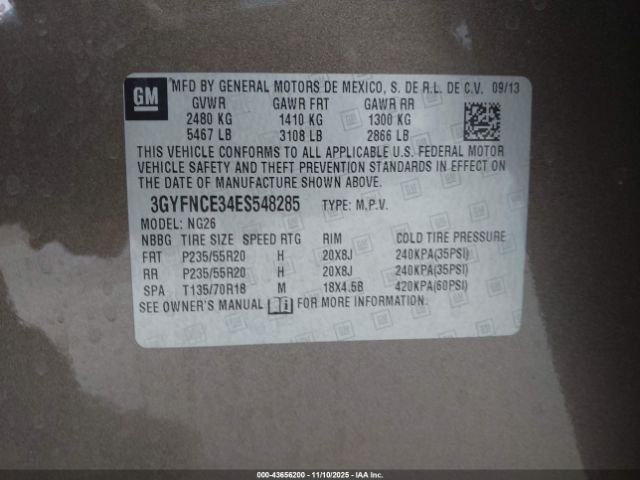 GM
MFD BY GENERAL MOTORS DE MEXICO, S. DE R.L. DE C.V. 09/13
GVWR GAWR FRT GAWR RR
2480 KG 1410 KG 1300 KG
5467 LB 3108 LB 2866 LB
THIS VEHICLE CONFORMS TO ALL APPLICABLE U.S. FEDERAL MOTOR
VEHICLE SAFETY AND THEFT PREVENTION STANDARDS IN EFFECT ON
THE DATE OF MANUFACTURE SHOWN ABOVE.
3GYFNCE34ES548285 TYPE: M.P.V.
MODEL: NG26
NBBG TIRE SIZE SPEED RTG RIM COLD TIRE PRESSURE
FRT P235/55R20 H 20X8J 240KPA(35PSI)
RR P235/55R20 H 20X8J 240KPA(35PSI)
SPA T135/70R18 M 18X4.5B 420KPA(60PSI)
SEE OWNER'S MANUAL FOR MORE INFORMATION.
000-43656200 - 11/10/2025 - IAA Inc.